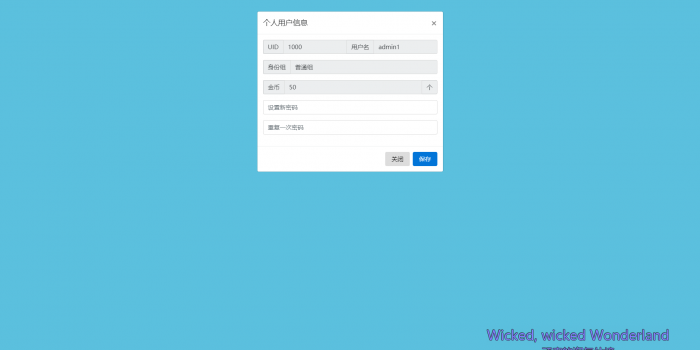 个人用户信息 ×
UID 1000 用户名 admin1
身份组 普通组
金币 50 个
设置新密码
重复一次密码
关闭 保存
Wicked, wicked Wonderland